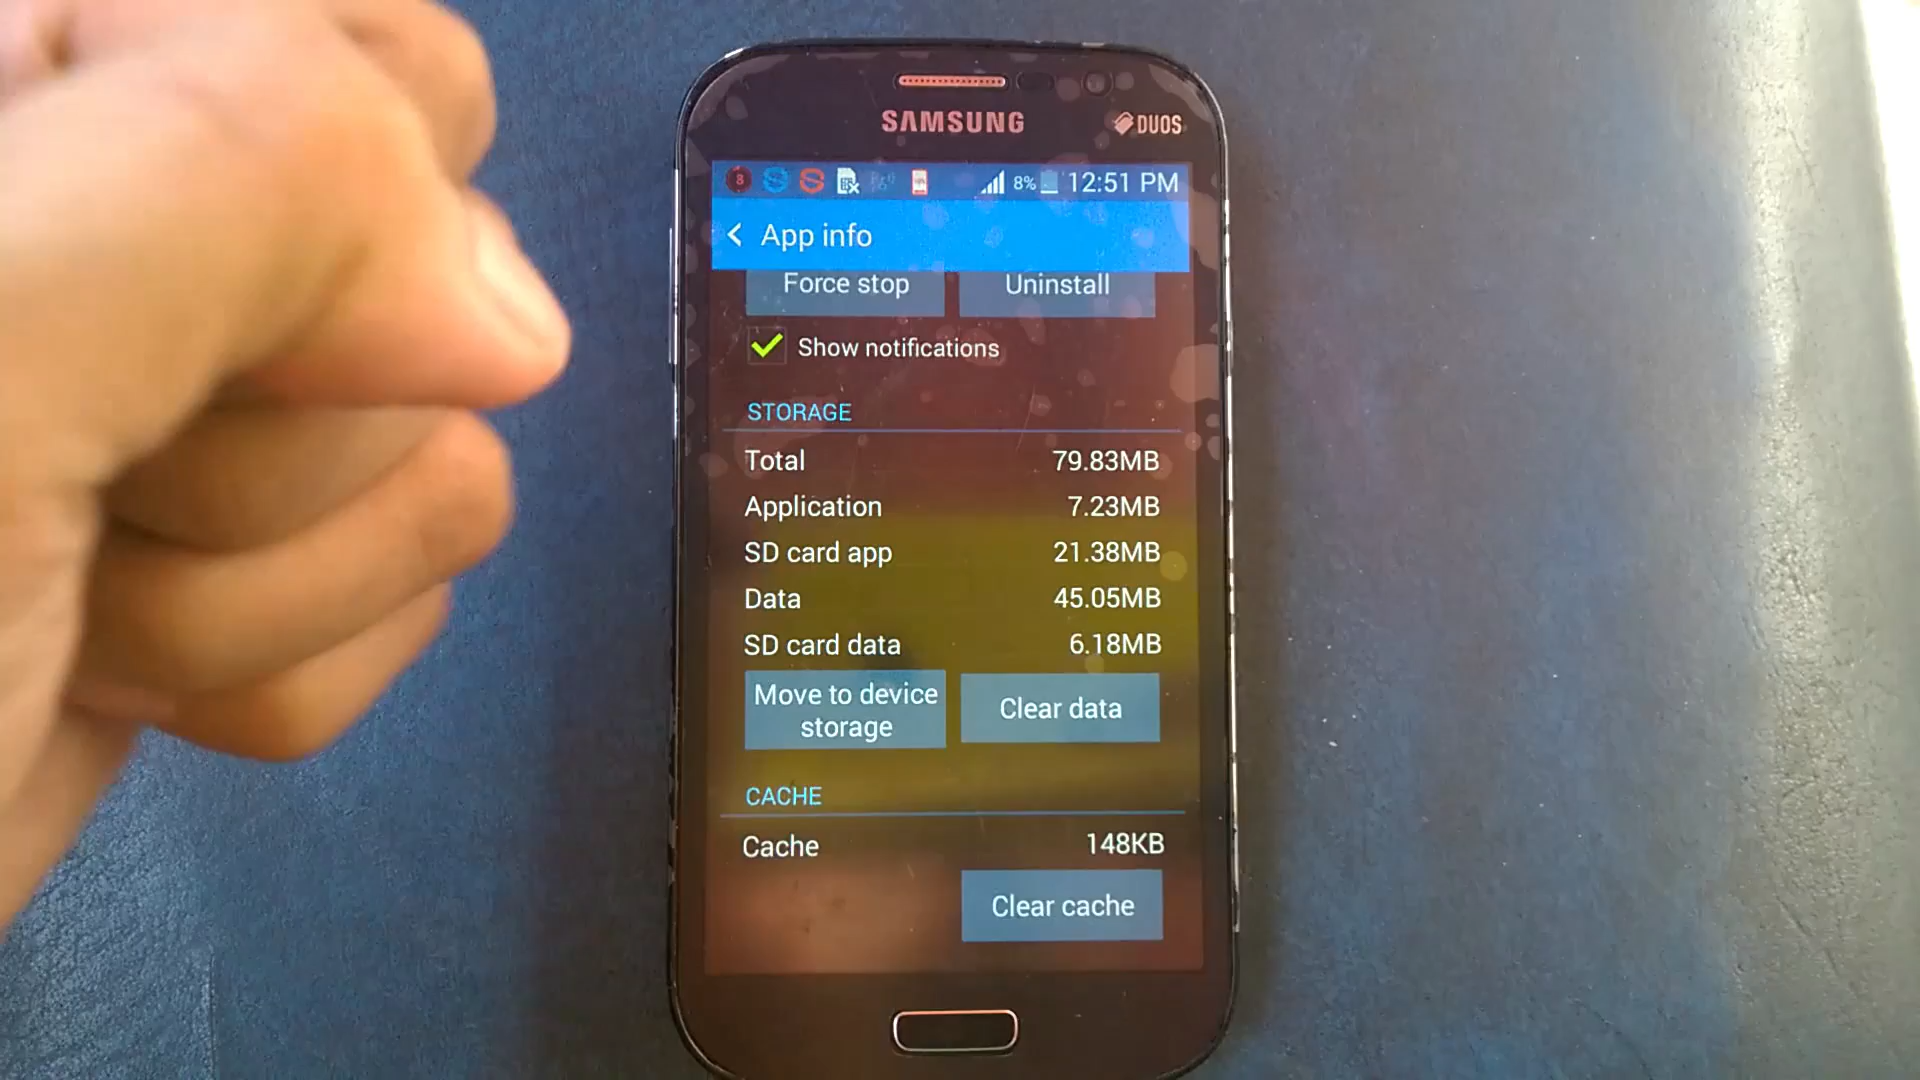 SAMSUNG
DUOS
8% 12:51 PM
App info
Force stop Uninstall
Show notifications
STORAGE
Total 79.83MB
Application 7.23MB
SD card app 21.38MB
Data 45.05MB
SD card data 6.18MB
Move to device
storage
Clear data
CACHE
Cache 148KB
Clear cache